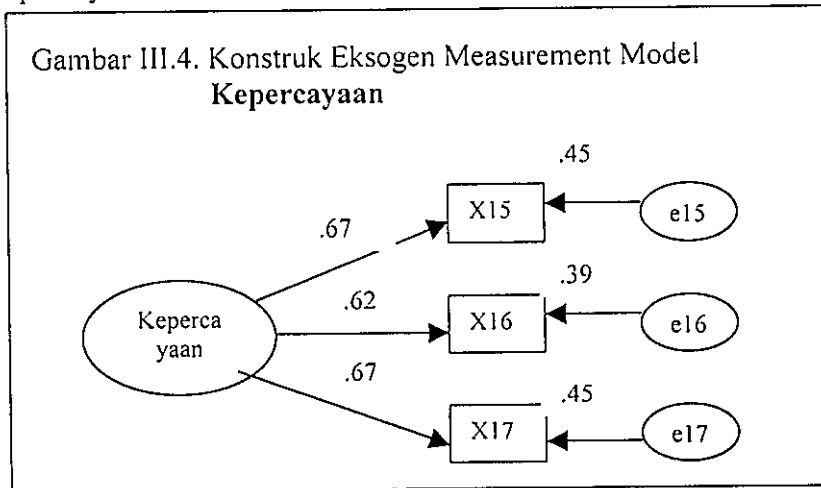 Gambar III.4. Konstruk Eksogen Measurement Model
Kepercayaan
.45
X15
e15
.67
.39
.62
Keperca
yaan
X16
e16
.67
.45
X17
e17